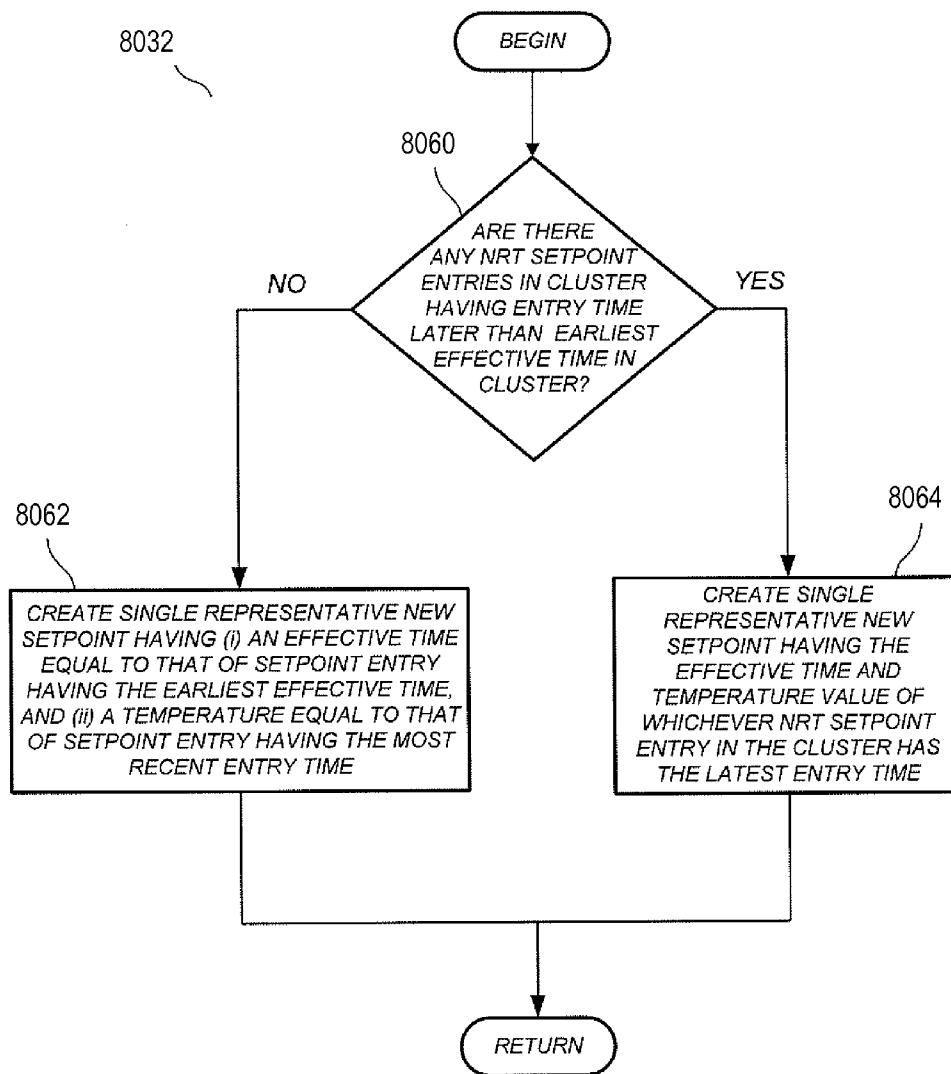 8032
BEGIN
8060
ARE THERE
ANY NRT SETPOINT
ENTRIES IN CLUSTER
HAVING ENTRY TIME
LATER THAN EARLIEST
EFFECTIVE TIME IN
CLUSTER?
NO
YES
8062
CREATE SINGLE REPRESENTATIVE NEW
SETPOINT HAVING (i) AN EFFECTIVE TIME
EQUAL TO THAT OF SETPOINT ENTRY
HAVING THE EARLIEST EFFECTIVE TIME,
AND (ii) A TEMPERATURE EQUAL TO THAT
OF SETPOINT ENTRY HAVING THE MOST
RECENT ENTRY TIME
8064
CREATE SINGLE
REPRESENTATIVE NEW
SETPOINT HAVING THE
EFFECTIVE TIME AND
TEMPERATURE VALUE OF
WHICHEVER NRT SETPOINT
ENTRY IN THE CLUSTER HAS
THE LATEST ENTRY TIME
RETURN